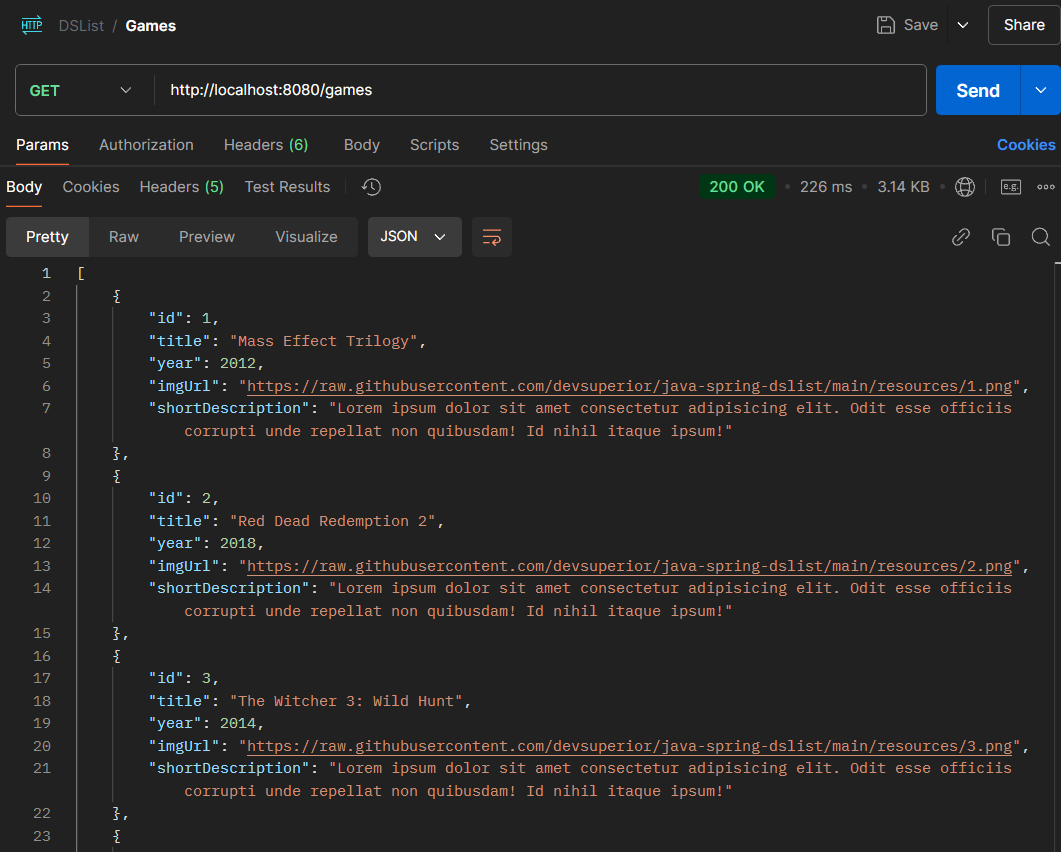 HTTP DSList / Games Save Share
GET http://localhost:8080/games Send
Params Authorization Headers (6) Body Scripts Settings Cookies
Body Cookies Headers (5) Test Results 200 OK • 226 ms • 3.14 KB • e.g.
Pretty Raw Preview Visualize JSON
1 [
2 {
3 "id": 1,
4 "title": "Mass Effect Trilogy",
5 "year": 2012,
6 "imgUrl": "https://raw.githubusercontent.com/devsuperior/java-spring-dslist/main/resources/1.png",
7 "shortDescription": "Lorem ipsum dolor sit amet consectetur adipisicing elit. Odit esse officiis
corrupti unde repellat non quibusdam! Id nihil itaque ipsum!"
8 },
9 {
10 "id": 2,
11 "title": "Red Dead Redemption 2",
12 "year": 2018,
13 "imgUrl": "https://raw.githubusercontent.com/devsuperior/java-spring-dslist/main/resources/2.png",
14 "shortDescription": "Lorem ipsum dolor sit amet consectetur adipisicing elit. Odit esse officiis
corrupti unde repellat non quibusdam! Id nihil itaque ipsum!"
15 },
16 {
17 "id": 3,
18 "title": "The Witcher 3: Wild Hunt",
19 "year": 2014,
20 "imgUrl": "https://raw.githubusercontent.com/devsuperior/java-spring-dslist/main/resources/3.png",
21 "shortDescription": "Lorem ipsum dolor sit amet consectetur adipisicing elit. Odit esse officiis
corrupti unde repellat non quibusdam! Id nihil itaque ipsum!"
22 },
23 {